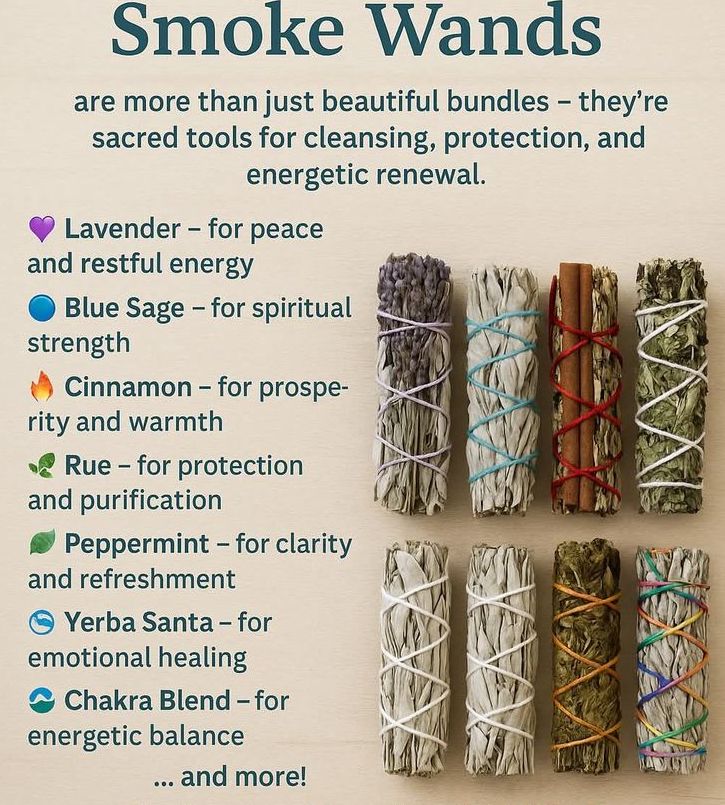 Smoke Wands
are more than just beautiful bundles – they're
sacred tools for cleansing, protection, and
energetic renewal.
💜 Lavender – for peace
and restful energy
🔵 Blue Sage – for spiritual
strength
🔥 Cinnamon – for prospe-
rity and warmth
🌿 Rue – for protection
and purification
🍃 Peppermint – for clarity
and refreshment
Yerba Santa – for
emotional healing
Chakra Blend – for
energetic balance
... and more!